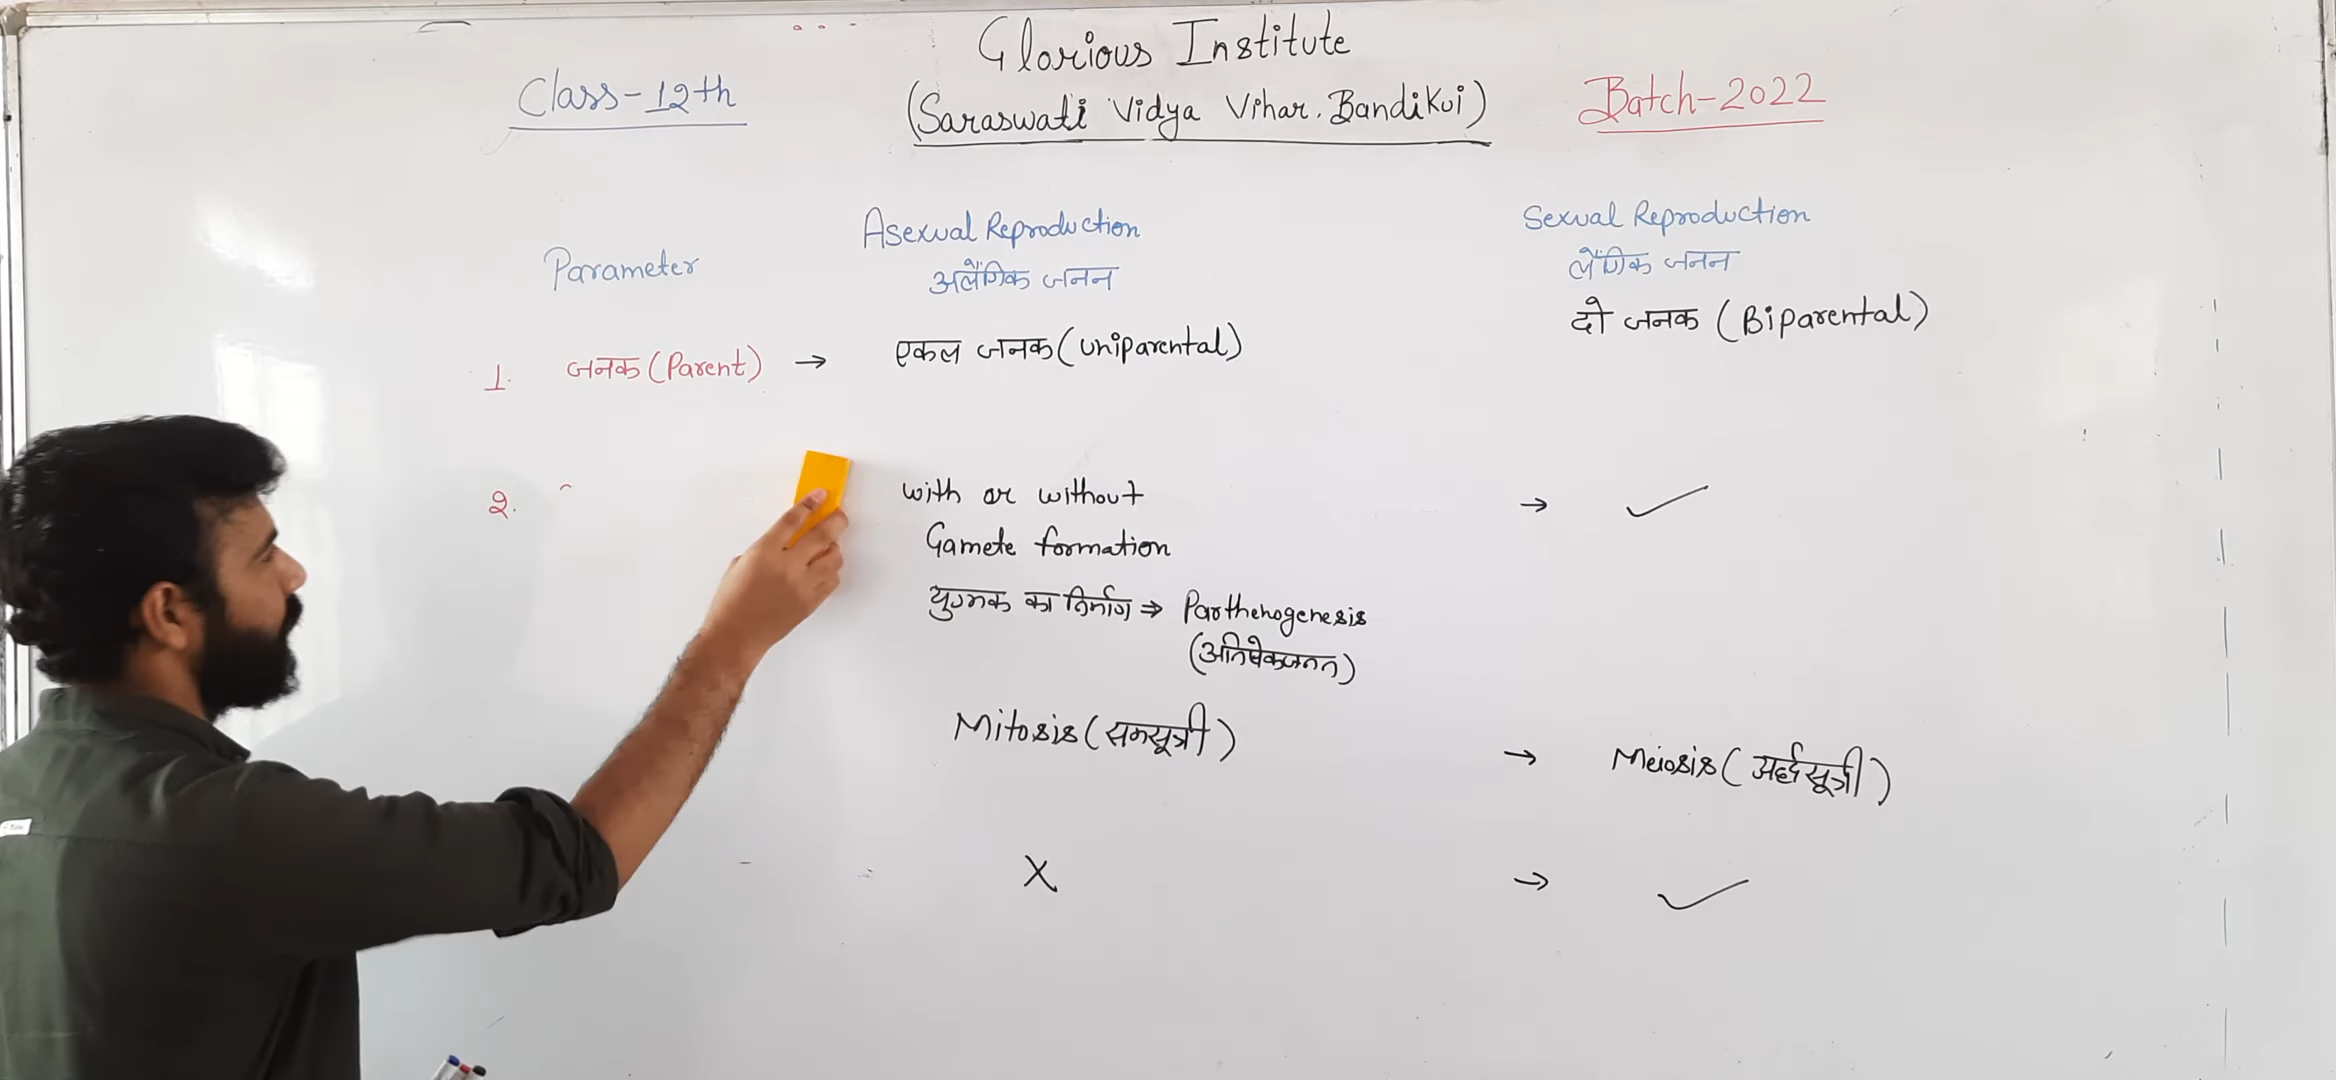 Glorious Institute
Class-12th
(Saraswati Vidya Vihar. Bandikui)
Batch-2022
Parameter
Asexual Reproduction
अलैंगिक जनन
Sexual Reproduction
लैंगिक जनन
1. जनक (Parent) → एकल जनक (Uniparental)
दो जनक (Biparental)
2. with or without → ✓
Gamete formation
युग्मक का निर्माण ⇒ Parthenogenesis
(अनिषेकजनन)
Mitosis (समसूत्री) → Meiosis (अर्द्धसूत्री)
X → ✓